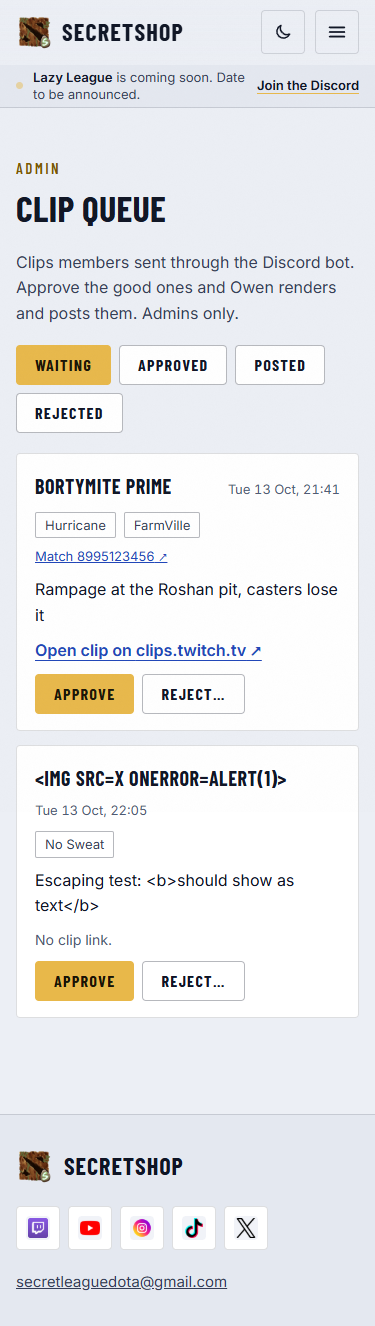 SECRETSHOP
Lazy League is coming soon. Date
to be announced.
Join the Discord
ADMIN
CLIP QUEUE
Clips members sent through the Discord bot.
Approve the good ones and Owen renders
and posts them. Admins only.
WAITING
APPROVED
POSTED
REJECTED
BORTYMITE PRIME
Tue 13 Oct, 21:41
Hurricane
FarmVille
Match 8995123456 ↗
Rampage at the Roshan pit, casters lose
it
Open clip on clips.twitch.tv ↗
APPROVE
REJECT...
<IMG SRC=X ONERROR=ALERT(1)>
Tue 13 Oct, 22:05
No Sweat
Escaping test: <b>should show as
text</b>
No clip link.
APPROVE
REJECT...
SECRETSHOP
secretleaguedota@gmail.com